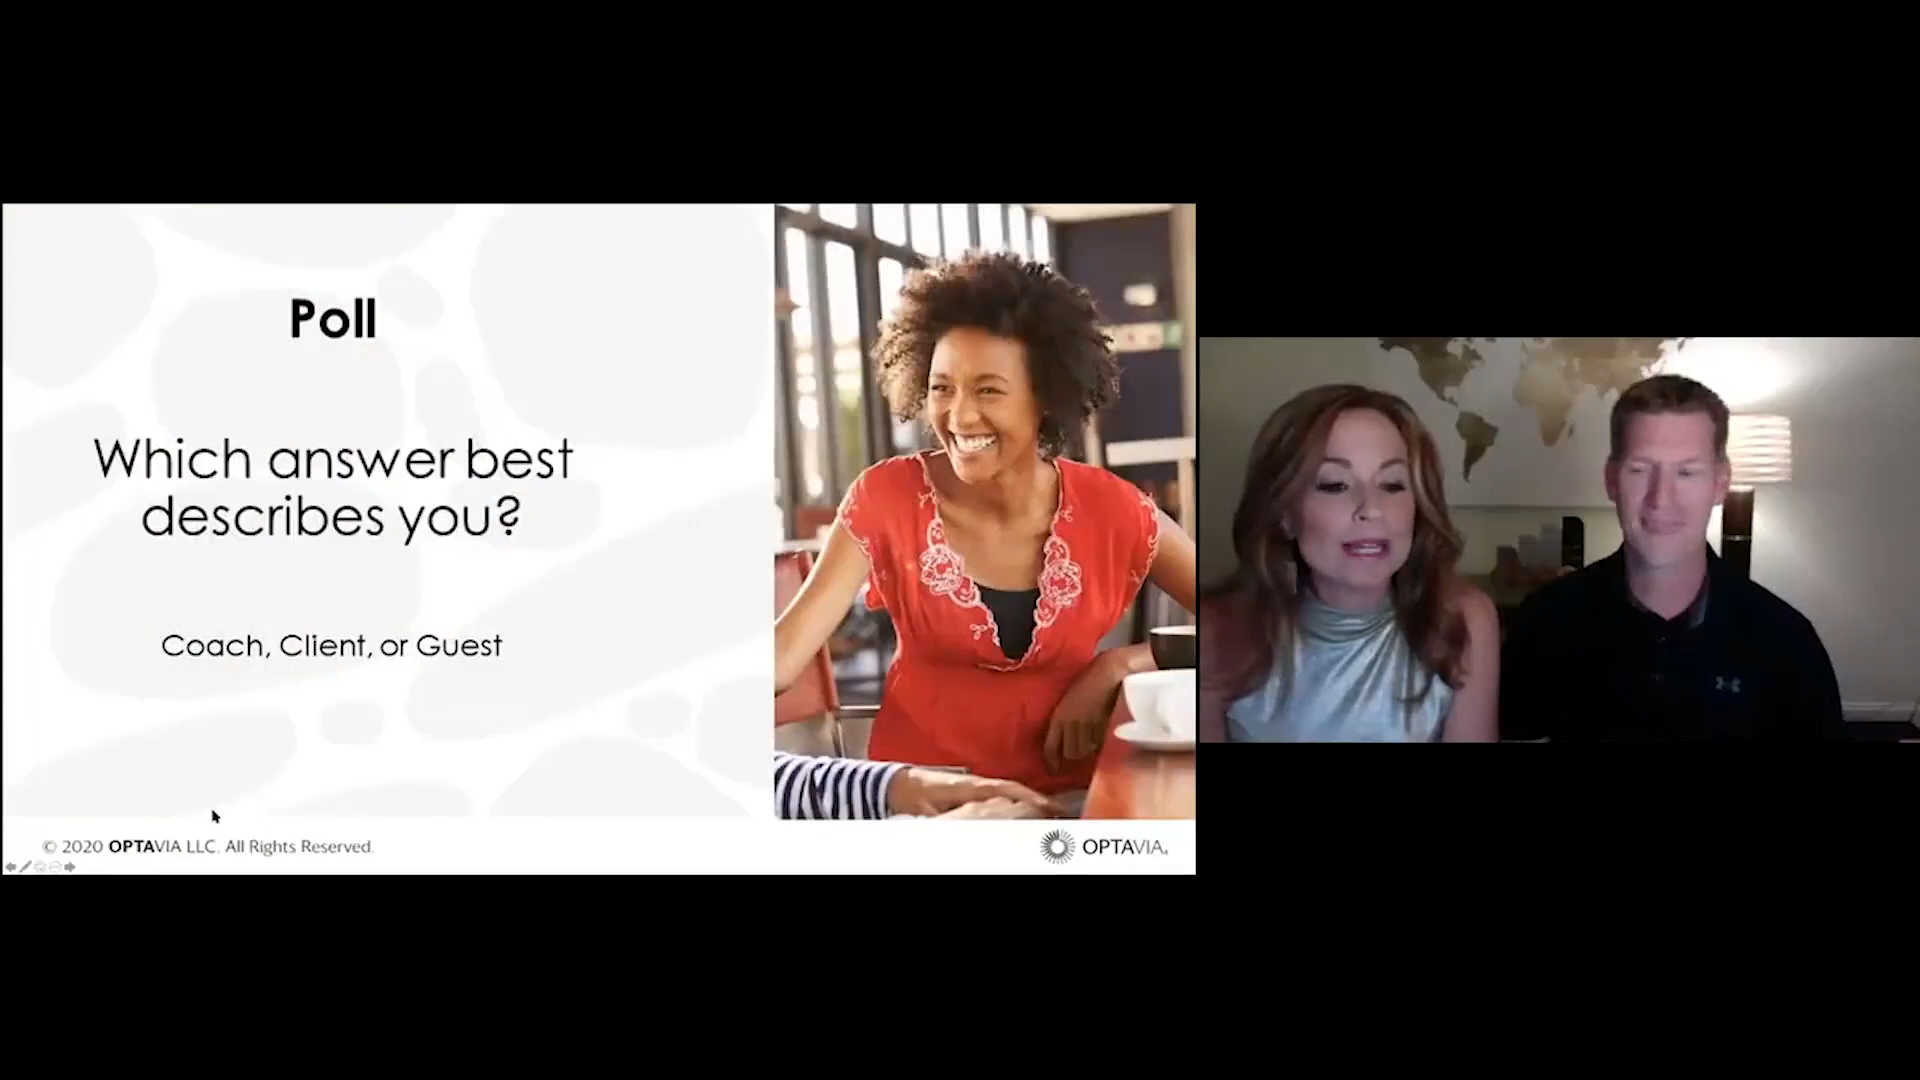 Poll
Which answer best
describes you?
Coach, Client, or Guest
© 2020 OPTAVIA LLC. All Rights Reserved.
OPTAVIA